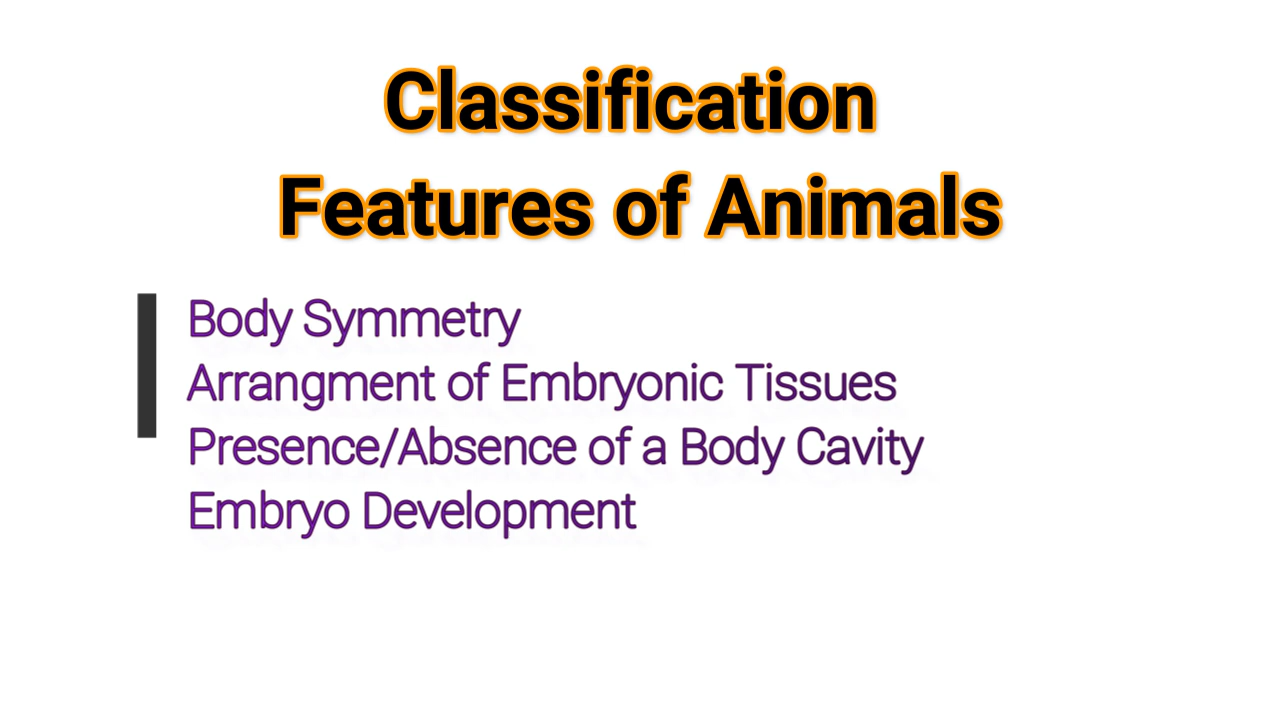 Classification
Features of Animals
Body Symmetry
Arrangment of Embryonic Tissues
Presence/Absence of a Body Cavity
Embryo Development